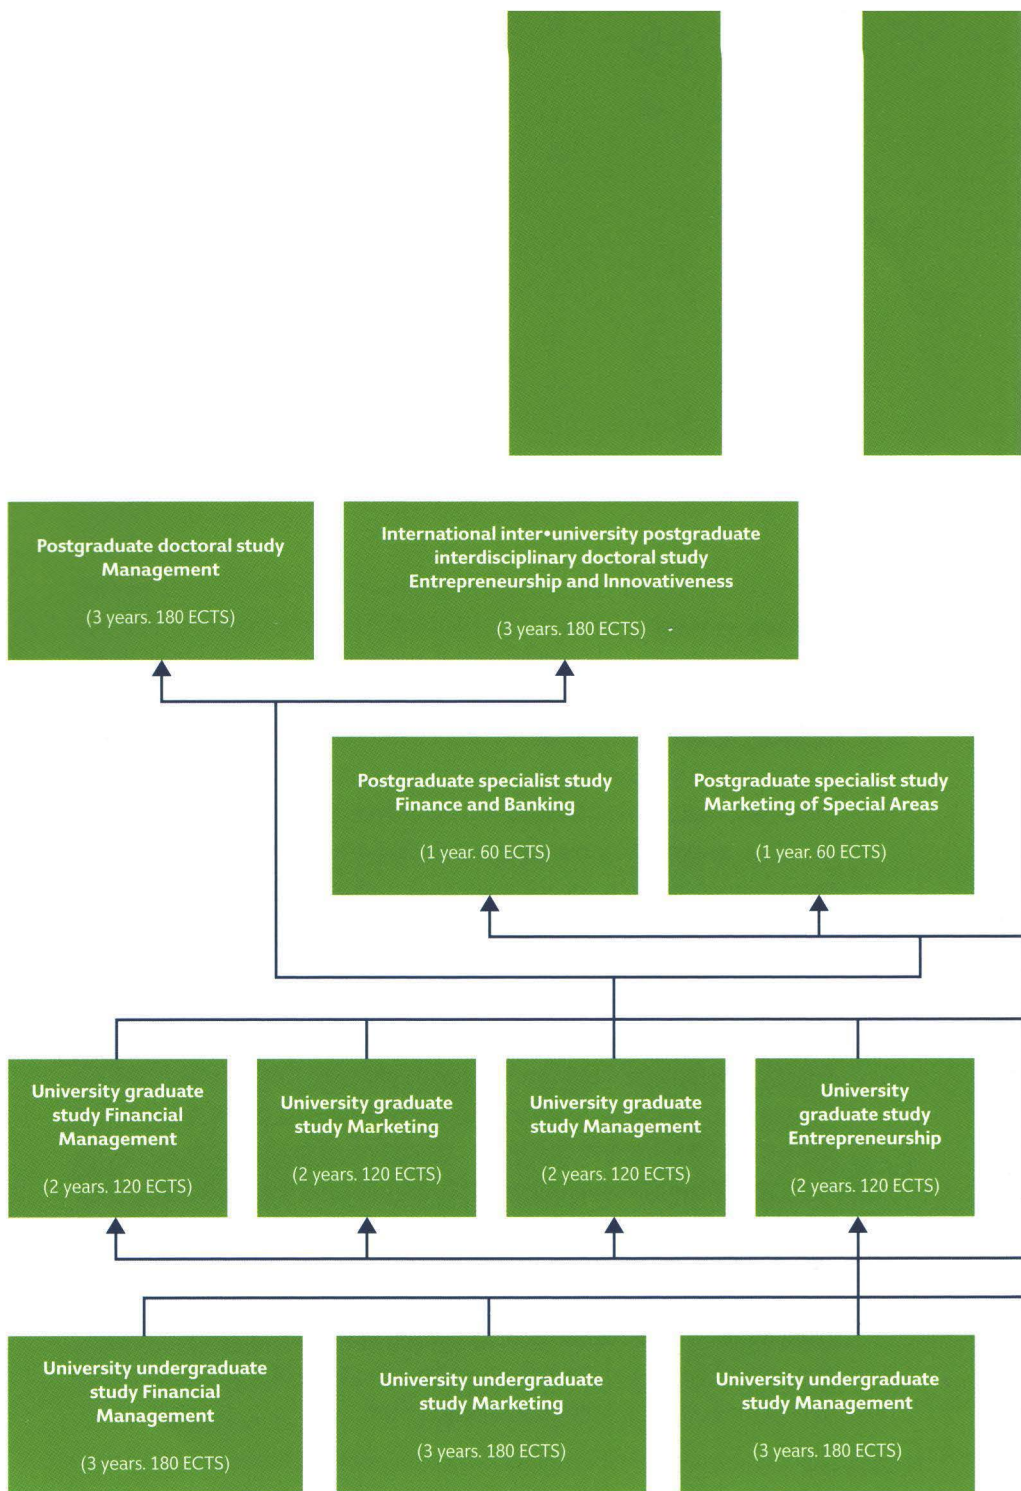 Postgraduate doctoral study
Management
(3 years. 180 ECTS)
International inter•university postgraduate
interdisciplinary doctoral study
Entrepreneurship and Innovativeness
(3 years. 180 ECTS)
Postgraduate specialist study
Finance and Banking
(1 year. 60 ECTS)
Postgraduate specialist study
Marketing of Special Areas
(1 year. 60 ECTS)
University graduate
study Financial
Management
(2 years. 120 ECTS)
University graduate
study Marketing
(2 years. 120 ECTS)
University graduate
study Management
(2 years. 120 ECTS)
University
graduate study
Entrepreneurship
(2 years. 120 ECTS)
University undergraduate
study Financial
Management
(3 years. 180 ECTS)
University undergraduate
study Marketing
(3 years. 180 ECTS)
University undergraduate
study Management
(3 years. 180 ECTS)